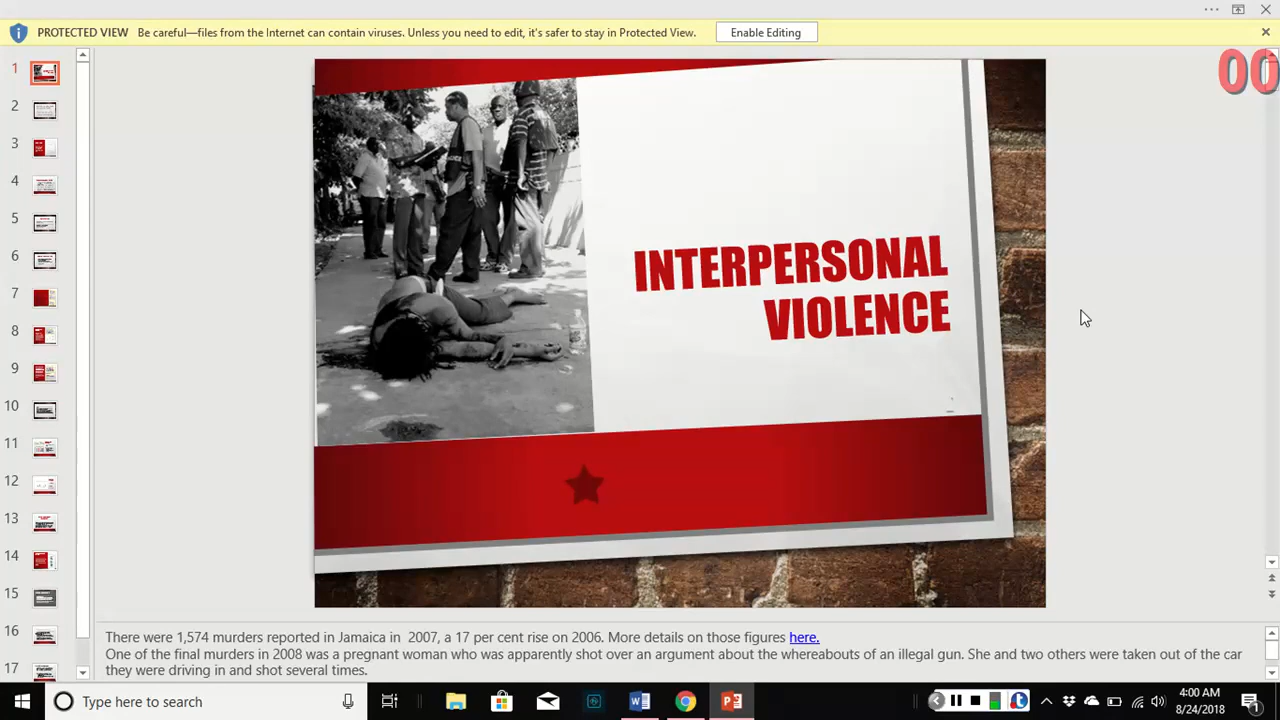 PROTECTED VIEW Be careful—files from the Internet can contain viruses. Unless you need to edit, it's safer to stay in Protected View. Enable Editing
00
1
2
3
4
5
6
7
8
9
10
11
12
13
14
15
16
17
INTERPERSONAL
VIOLENCE
There were 1,574 murders reported in Jamaica in 2007, a 17 per cent rise on 2006. More details on those figures here.
One of the final murders in 2008 was a pregnant woman who was apparently shot over an argument about the whereabouts of an illegal gun. She and two others were taken out of the car
they were driving in and shot several times.
Type here to search
4:00 AM
8/24/2018